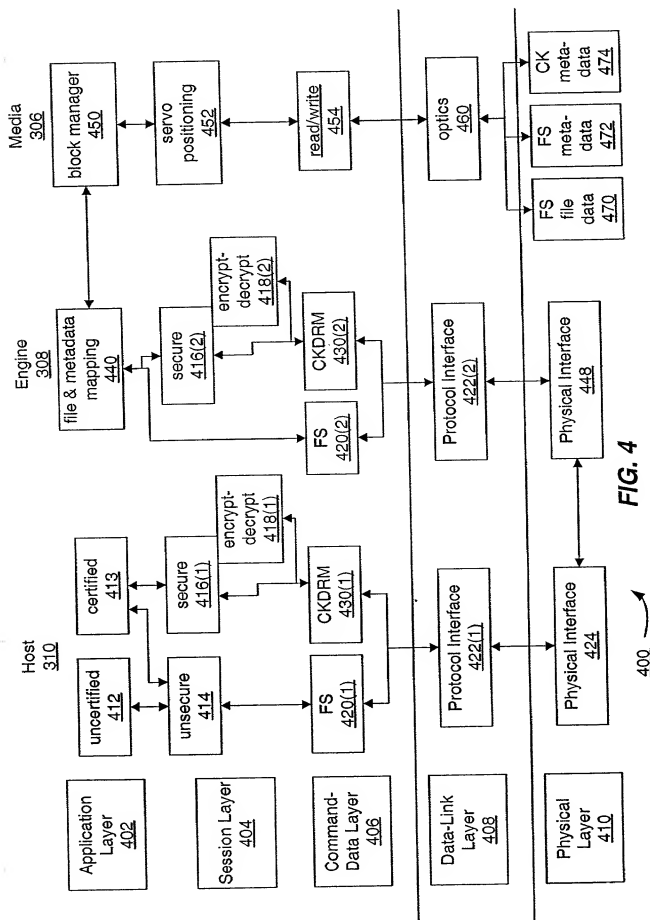 Host
310
Engine
308
Media
306
Application
Layer
402
uncertified
412
certified
413
file & metadata
mapping
440
block manager
450
Session Layer
404
unsecure
414
secure
416(1)
encrypt-
decrypt
418(1)
secure
416(2)
encrypt-
decrypt
418(2)
servo
positioning
452
Command-
Data Layer
406
FS
420(1)
CKDRM
430(1)
FS
420(2)
CKDRM
430(2)
read/write
454
Data-Link
Layer
408
Protocol Interface
422(1)
Protocol Interface
422(2)
optics
460
Physical Layer
410
Physical Interface
424
Physical Interface
448
FS
file
data
470
FS
meta-
data
472
CK
meta-
data
474
400
FIG. 4